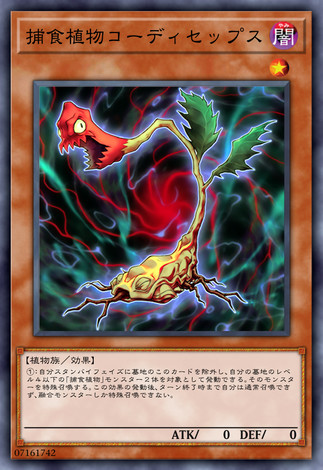 捕食植物コーディセップス
闇
やみ
[植物族／効果]
①:自分スタンバイフェイズに墓地のこのカードを除外し、自分の墓地のレベ
ル４以下の「捕食植物」モンスター２体を対象として発動できる。そのモンスタ
ーを特殊召喚する。この効果の発動後、ターン終了時まで自分は通常召喚でき
ず、融合モンスターしか特殊召喚できない。
ATK/ 0 DEF/ 0
07161742